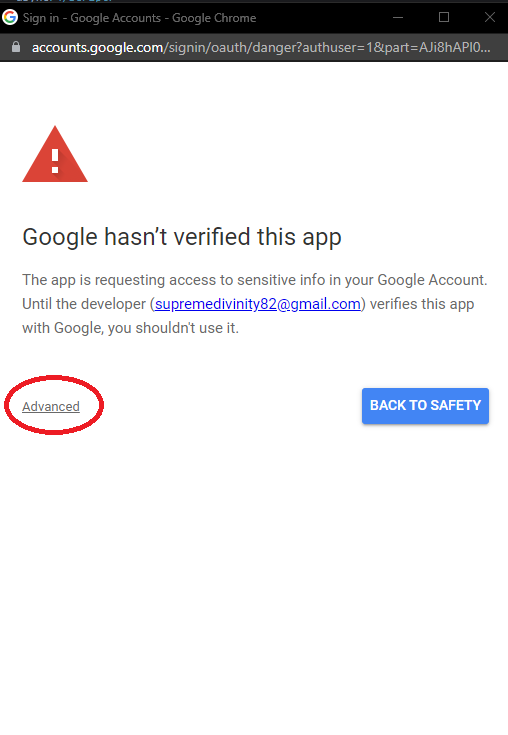 Sign in - Google Accounts - Google Chrome
accounts.google.com/signin/oauth/danger?authuser=1&part=AJi8hAPl0...
Google hasn’t verified this app
The app is requesting access to sensitive info in your Google Account.
Until the developer (supremedivinity82@gmail.com) verifies this app
with Google, you shouldn't use it.
Advanced
BACK TO SAFETY